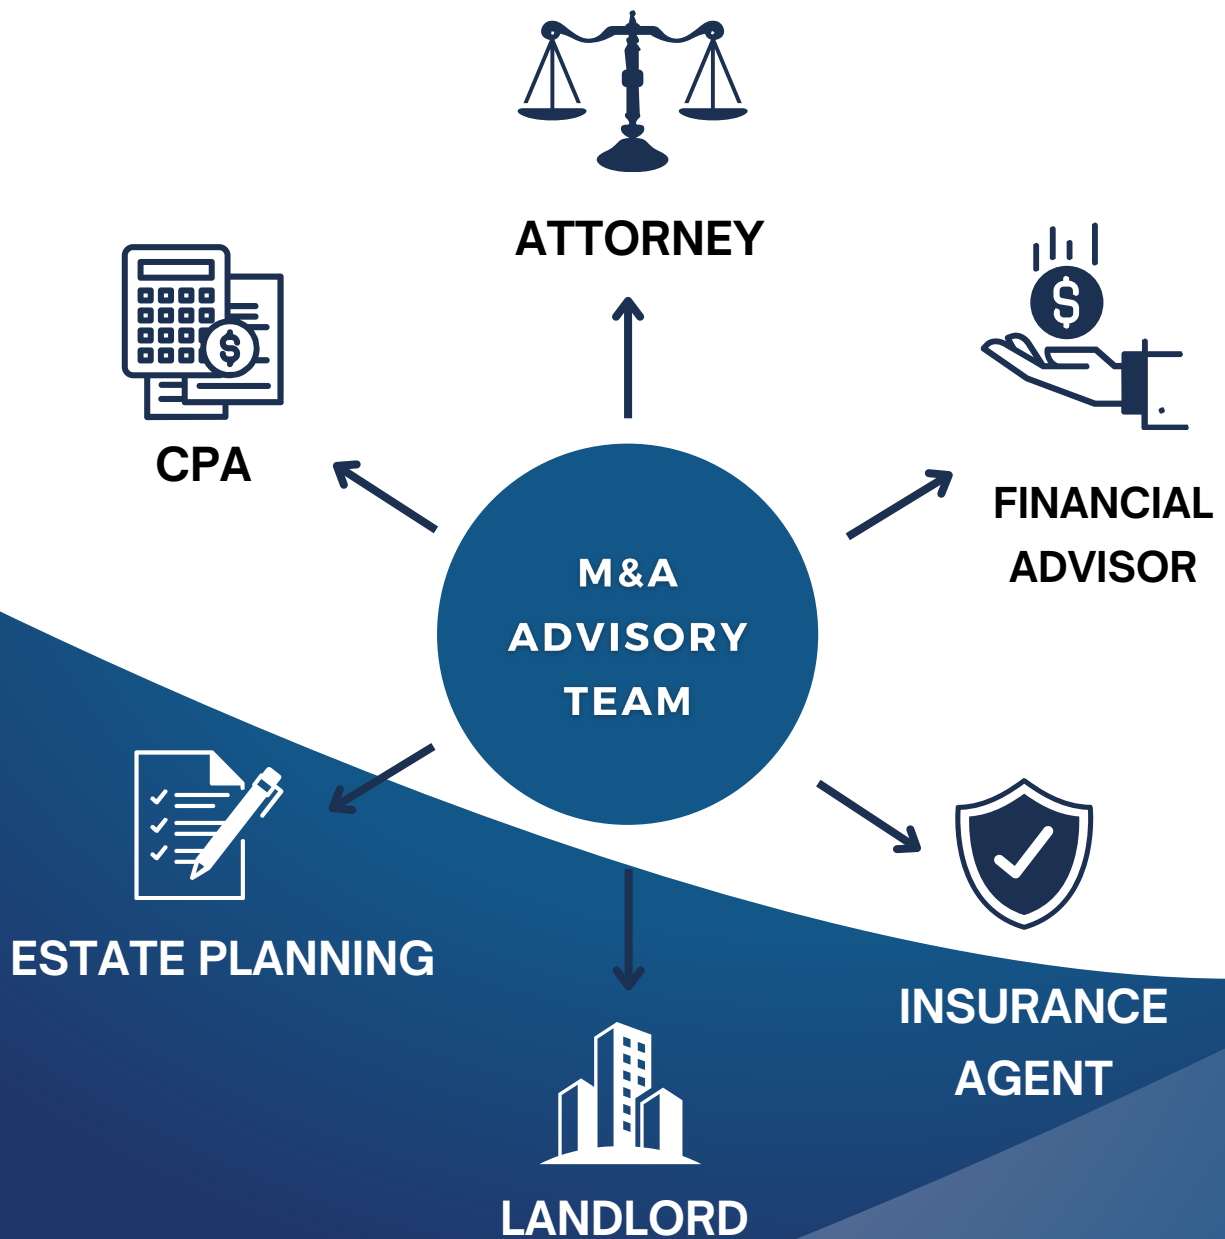 ATTORNEY
CPA
FINANCIAL
ADVISOR
M&A
ADVISORY
TEAM
ESTATE PLANNING
INSURANCE
AGENT
LANDLORD